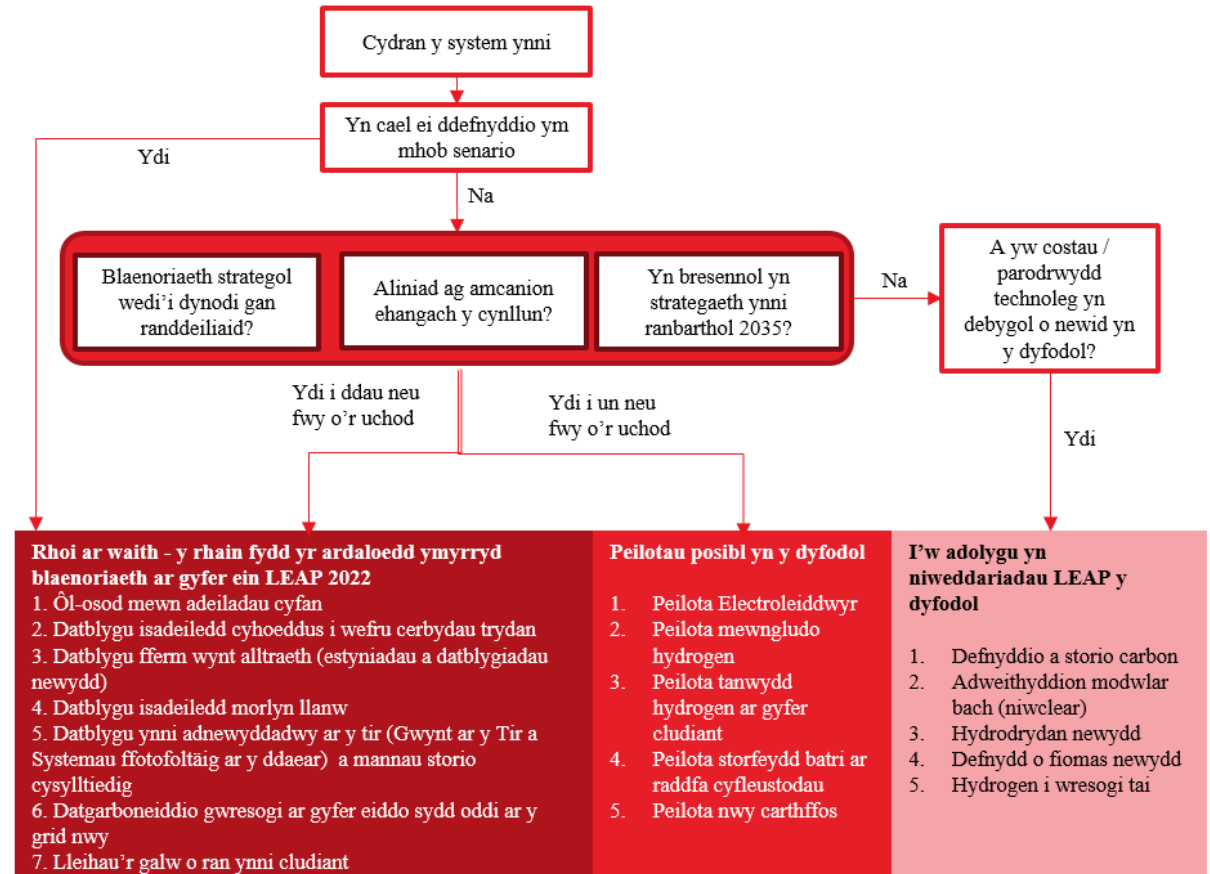 Cydran y system ynni
Yn cael ei ddefnyddio ym
mhob senario
Ydi
Na
Blaenoriaeth strategol
wedi’i dynodi gan
randdeiliaid?
Aliniad ag amcanion
ehangach y cynllun?
Yn bresennol yn
strategaeth ynni
ranbarthol 2035?
Na
A yw costau /
parodrwydd
technoleg yn
debygol o newid yn
y dyfodol?
Ydi i ddau neu
fwy o’r uchod
Ydi i un neu
fwy o’r uchod
Ydi
Rhoi ar waith - y rhain fydd yr ardaloedd ymyrryd
blaenoriaeth ar gyfer ein LEAP 2022
1. Ôl-osod mewn adeiladau cyfan
2. Datblygu isadeiledd cyhoeddus i wefru cerbydau trydan
3. Datblygu fferm wynt alltraeth (estyniadau a datblygiadau
newydd)
4. Datblygu isadeiledd morlyn llanw
5. Datblygu ynni adnewyddadwy ar y tir (Gwynt ar y Tir a
Systemau ffotofoltäig ar y ddaear) a mannau storio
cysylltiedig
6. Datgarboneiddio gwresogi ar gyfer eiddo sydd oddi ar y
grid nwy
7. Lleihau’r galw o ran ynni cludiant
Peilotau posibl yn y dyfodol
1. Peilota Electroleiddwyr
2. Peilota mewngludo
hydrogen
3. Peilota tanwydd
hydrogen ar gyfer
cludiant
4. Peilota storfeydd batri ar
raddfa cyfleustodau
5. Peilota nwy carthffos
I’w adolygu yn
niweddariadau LEAP y
dyfodol
1. Defnyddio a storio carbon
2. Adweithyddion modwlar
bach (niwclear)
3. Hydrodrydan newydd
4. Defnydd o fiomas newydd
5. Hydrogen i wresogi tai